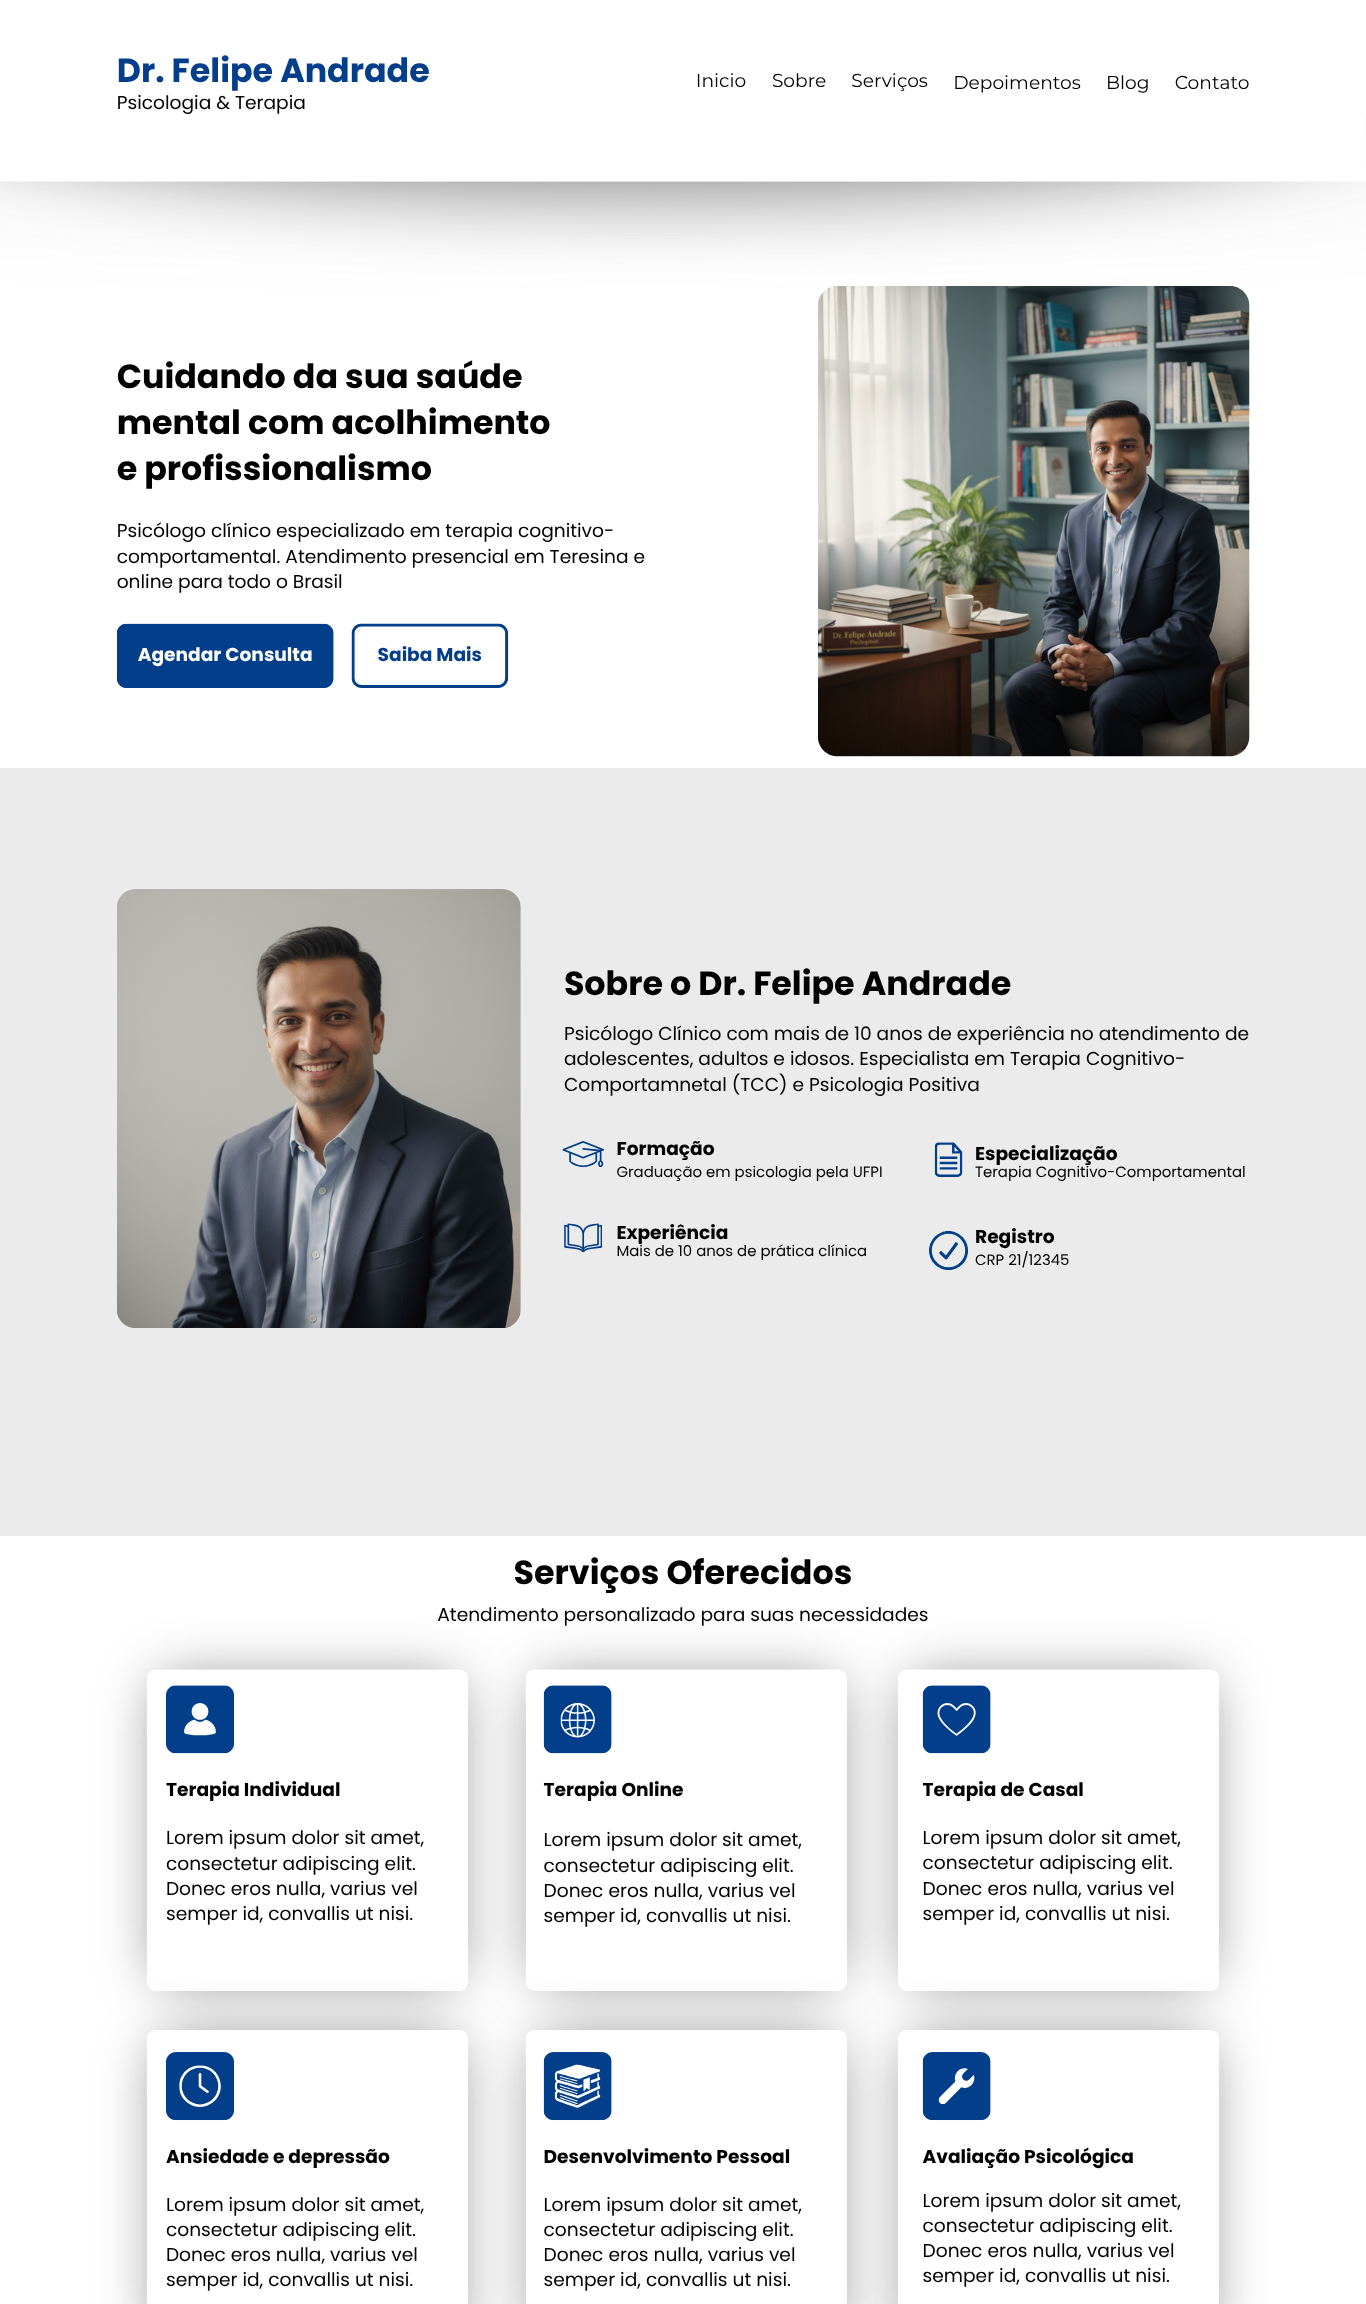 Dr. Felipe Andrade
Psicologia & Terapia
Inicio
Sobre
Serviços
Depoimentos
Blog
Contato
Cuidando da sua saúde
mental com acolhimento
e profissionalismo
Psicólogo clínico especializado em terapia cognitivo-
comportamental. Atendimento presencial em Teresina e
online para todo o Brasil
Agendar Consulta
Saiba Mais
Dr. Felipe Andrade
Sobre o Dr. Felipe Andrade
Psicólogo Clínico com mais de 10 anos de experiência no atendimento de
adolescentes, adultos e idosos. Especialista em Terapia Cognitivo-
Comportamnetal (TCC) e Psicologia Positiva
Formação
Graduação em psicologia pela UFPI
Especialização
Terapia Cognitivo-Comportamental
Experiência
Mais de 10 anos de prática clínica
Registro
CRP 21/12345
Serviços Oferecidos
Atendimento personalizado para suas necessidades
Terapia Individual
Lorem ipsum dolor sit amet,
consectetur adipiscing elit.
Donec eros nulla, varius vel
semper id, convallis ut nisi.
Terapia Online
Lorem ipsum dolor sit amet,
consectetur adipiscing elit.
Donec eros nulla, varius vel
semper id, convallis ut nisi.
Terapia de Casal
Lorem ipsum dolor sit amet,
consectetur adipiscing elit.
Donec eros nulla, varius vel
semper id, convallis ut nisi.
Ansiedade e depressão
Lorem ipsum dolor sit amet,
consectetur adipiscing elit.
Donec eros nulla, varius vel
semper id, convallis ut nisi.
Desenvolvimento Pessoal
Lorem ipsum dolor sit amet,
consectetur adipiscing elit.
Donec eros nulla, varius vel
semper id, convallis ut nisi.
Avaliação Psicológica
Lorem ipsum dolor sit amet,
consectetur adipiscing elit.
Donec eros nulla, varius vel
semper id, convallis ut nisi.